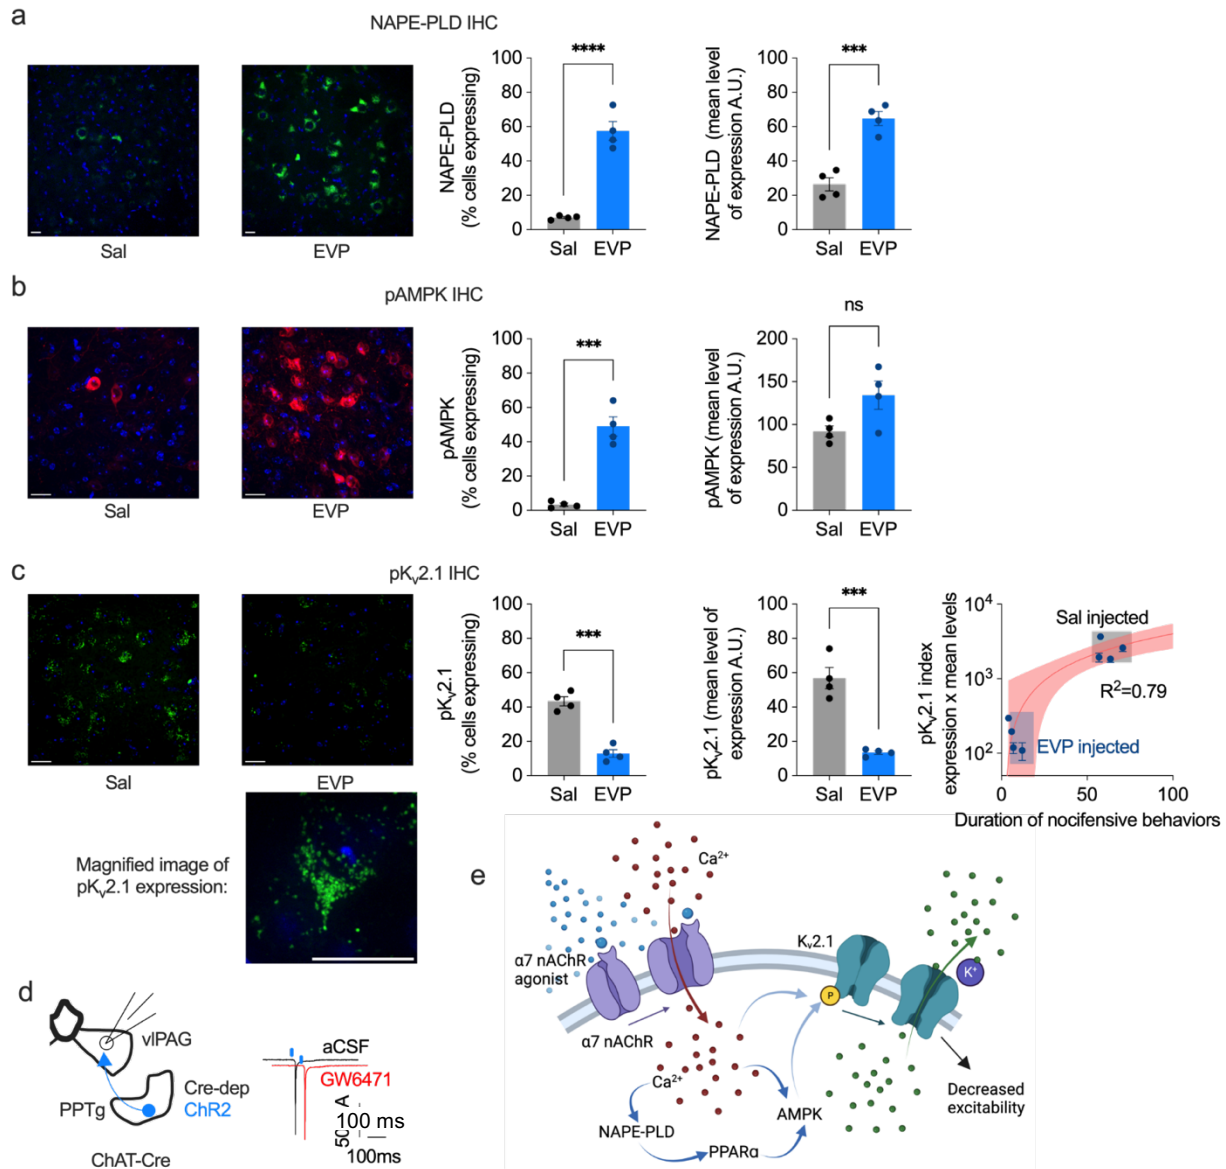 a
NAPE-PLD IHC
Sal
EVP
NAPE-PLD
(% cells expressing)
100
80
60
40
20
0
****
Sal EVP
NAPE-PLD (mean level
of expression A.U.)
100
80
60
40
20
0
***
Sal EVP
b
pAMPK IHC
Sal
EVP
pAMPK
(% cells expressing)
100
80
60
40
20
0
***
Sal EVP
pAMPK (mean level
of expression A.U.)
200
150
100
50
0
ns
Sal EVP
c
pKv2.1 IHC
Sal
EVP
Magnified image of
pKv2.1 expression:
pKv2.1
(% cells expressing)
100
80
60
40
20
0
***
Sal EVP
pKv2.1 (mean level of
expression A.U.)
100
80
60
40
20
0
***
Sal EVP
pKv2.1 index
expression x mean levels
10⁴
10³
10²
Sal injected
R²=0.79
EVP injected
0 50 100
Duration of nocifensive behaviors
d
vlPAG
PPTg
Cre-dep
ChR2
ChAT-Cre
aCSF
GW6471
100 ms
100ms
e
Ca²⁺
α7 nAChR
agonist
α7 nAChR
Kv2.1
P
K⁺
Ca²⁺
NAPE-PLD
PPARα
AMPK
Decreased
excitability